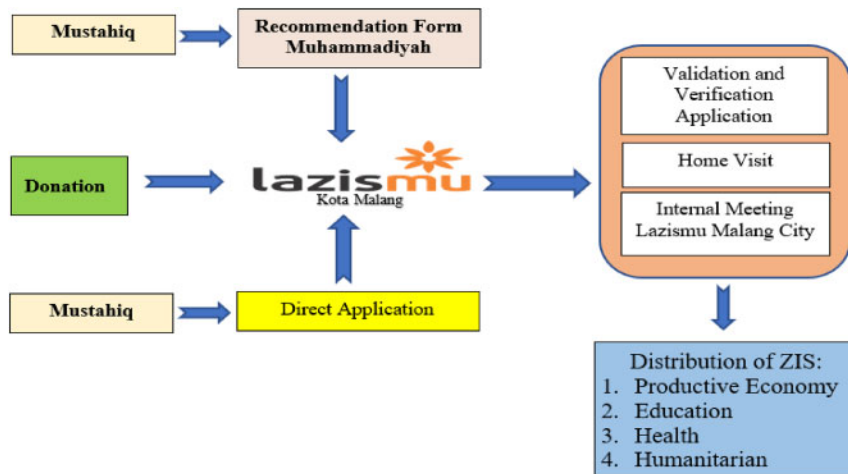 Mustahiq
Recommendation Form
Muhammadiyah
Donation
lazismu
Kota Malang
Mustahiq
Direct Application
Validation and
Verification
Application
Home Visit
Internal Meeting
Lazismu Malang City
Distribution of ZIS:
1. Productive Economy
2. Education
3. Health
4. Humanitarian